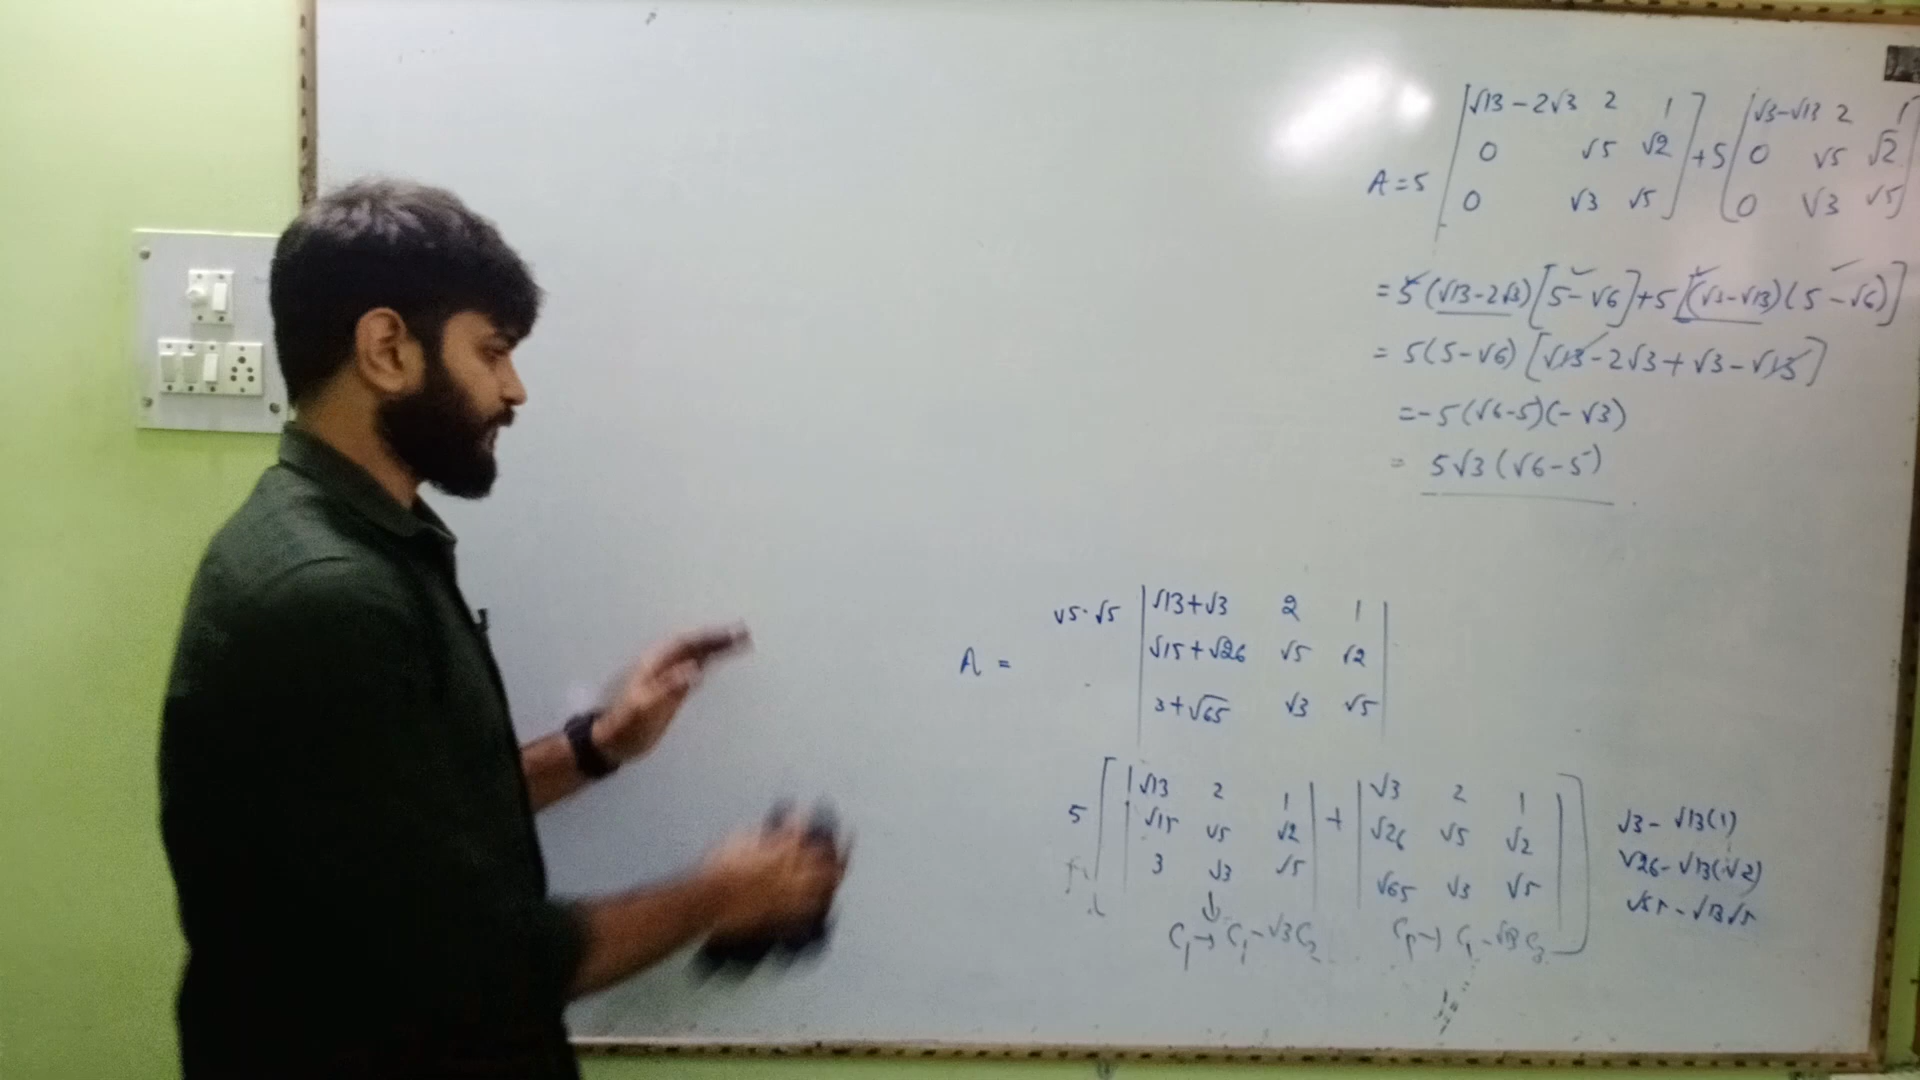 A = 5 |√13-2√3 2 1| + 5 |√3-√13 2 1|
|0 √5 √2| |0 √5 √2|
|0 √3 √5| |0 √3 √5|
= 5(√13-2√3)[5-√6]+5[(√3-√13)(5-√6)]
= 5(5-√6)[√13-2√3+√3-√13]
= -5(√6-5)(-√3)
= 5√3(√6-5)
√5·√5 |√13+√3 2 1|
A = |√15+√26 √5 √2|
|3+√65 √3 √5|
5 [|√13 2 1| + |√3 2 1|] √3-√13(1)
|√15 √5 √2| |√26 √5 √2| √26-√13(√2)
|3 √3 √5| |√65 √3 √5| √65-√13√5
↓
C₁→C₁-√3C₂ C₁→C₁-√13C₃